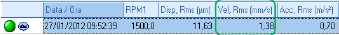 Data / Ora RPM1 Disp, Rms (µm) Vel, Rms (mm/s) Acc, Rms (m/s²)
27/01/2012 09:52:39 1500,0 11,63 1,38 0,70